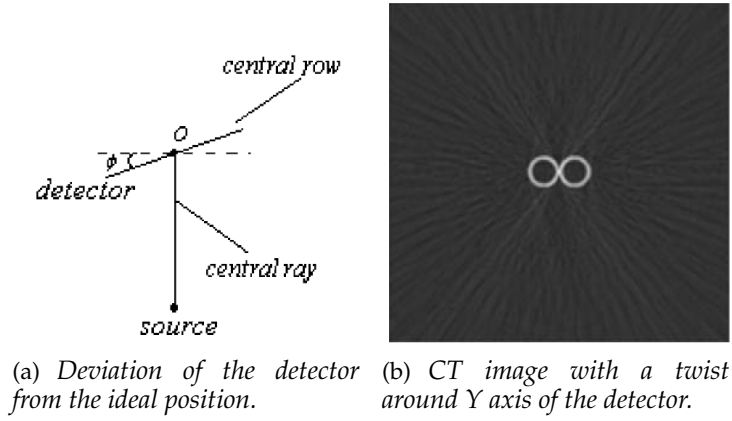 central row
O
ϕ
detector
central ray
source
(a) Deviation of the detector
from the ideal position.
(b) CT image with a twist
around Y axis of the detector.